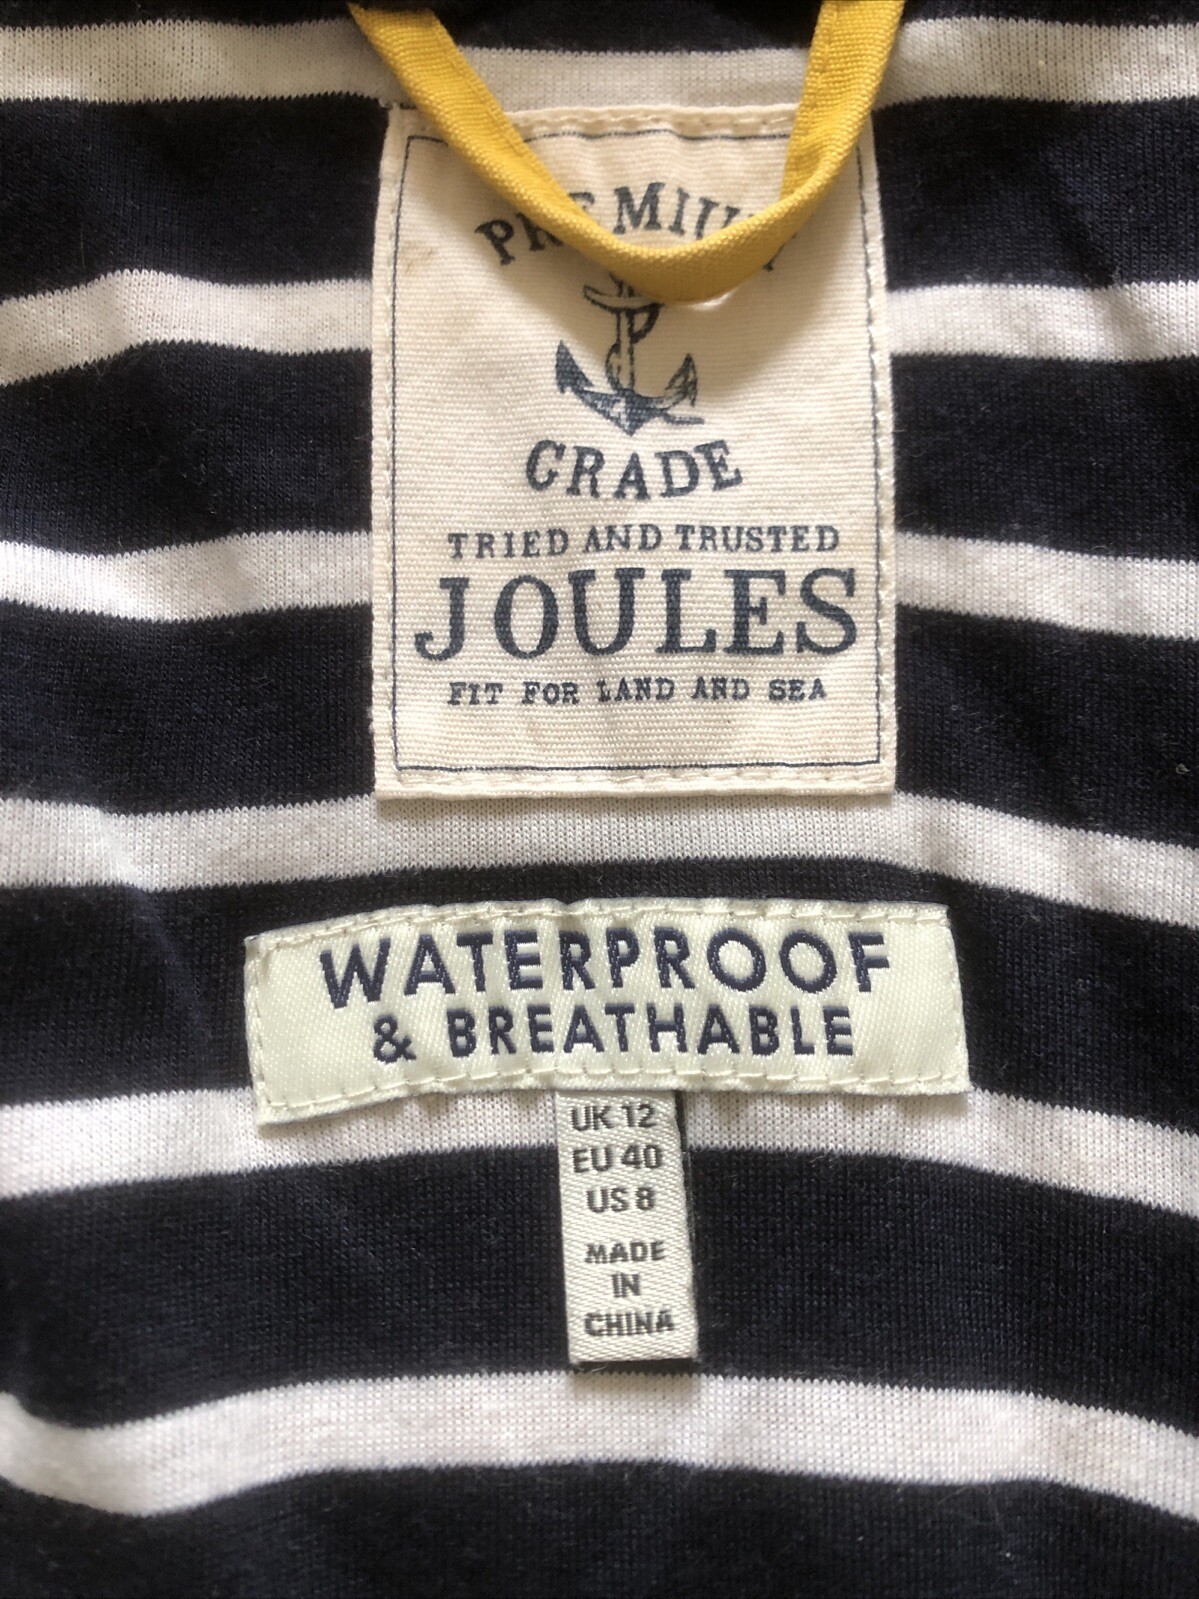 PREMIUM
GRADE
TRIED AND TRUSTED
JOULES
FIT FOR LAND AND SEA
WATERPROOF
& BREATHABLE
UK 12
EU 40
US 8
MADE
IN
CHINA